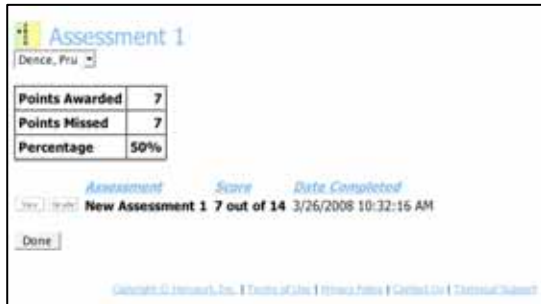 Assessment 1
Dence, Pru
Points Awarded 7
Points Missed 7
Percentage 50%
Assessment Score Date Completed
View Grade New Assessment 1 7 out of 14 3/26/2008 10:32:16 AM
Done
Copyright © Harcourt, Inc. | Terms of Use | Privacy Policy | Contact Us | Technical Support